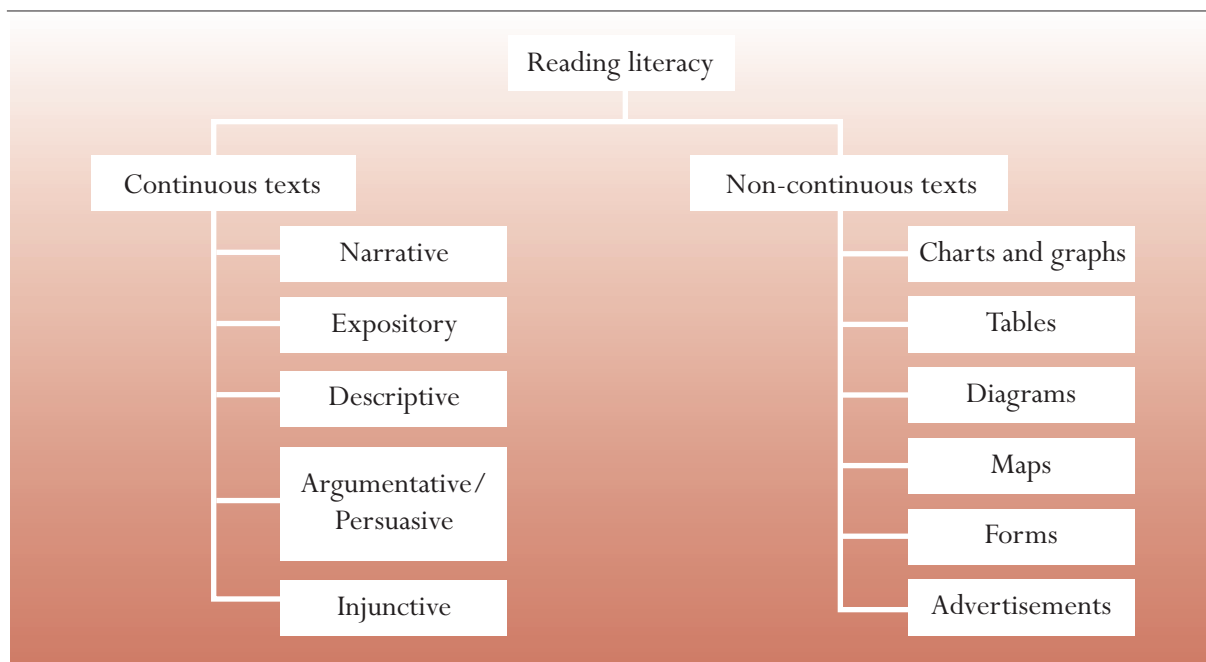 Reading literacy
Continuous texts
Narrative
Expository
Descriptive
Argumentative/
Persuasive
Injunctive
Non-continuous texts
Charts and graphs
Tables
Diagrams
Maps
Forms
Advertisements